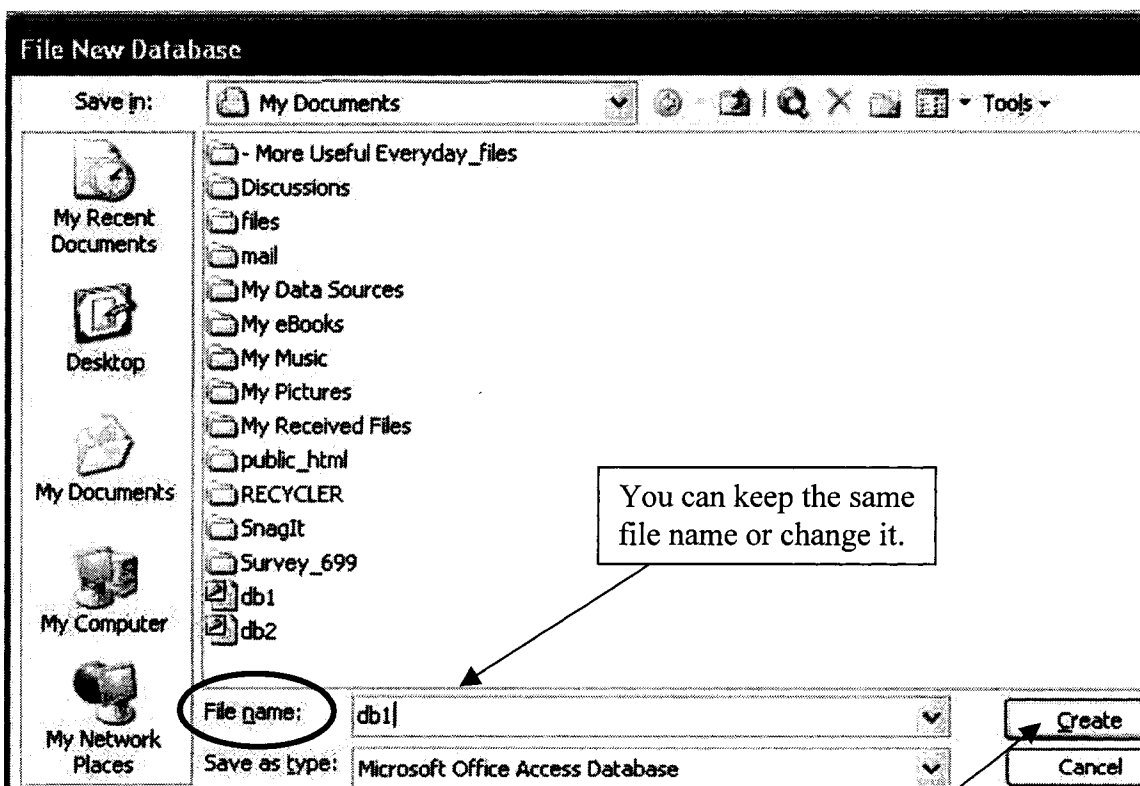 File New Database
Save in:
My Documents
Tools
My Recent
Documents
Desktop
My Documents
My Computer
My Network
Places
- More Useful Everyday_files
Discussions
files
mail
My Data Sources
My eBooks
My Music
My Pictures
My Received Files
public_html
RECYCLER
SnagIt
Survey_699
db1
db2
You can keep the same
file name or change it.
File name:
db1
Create
Save as type:
Microsoft Office Access Database
Cancel